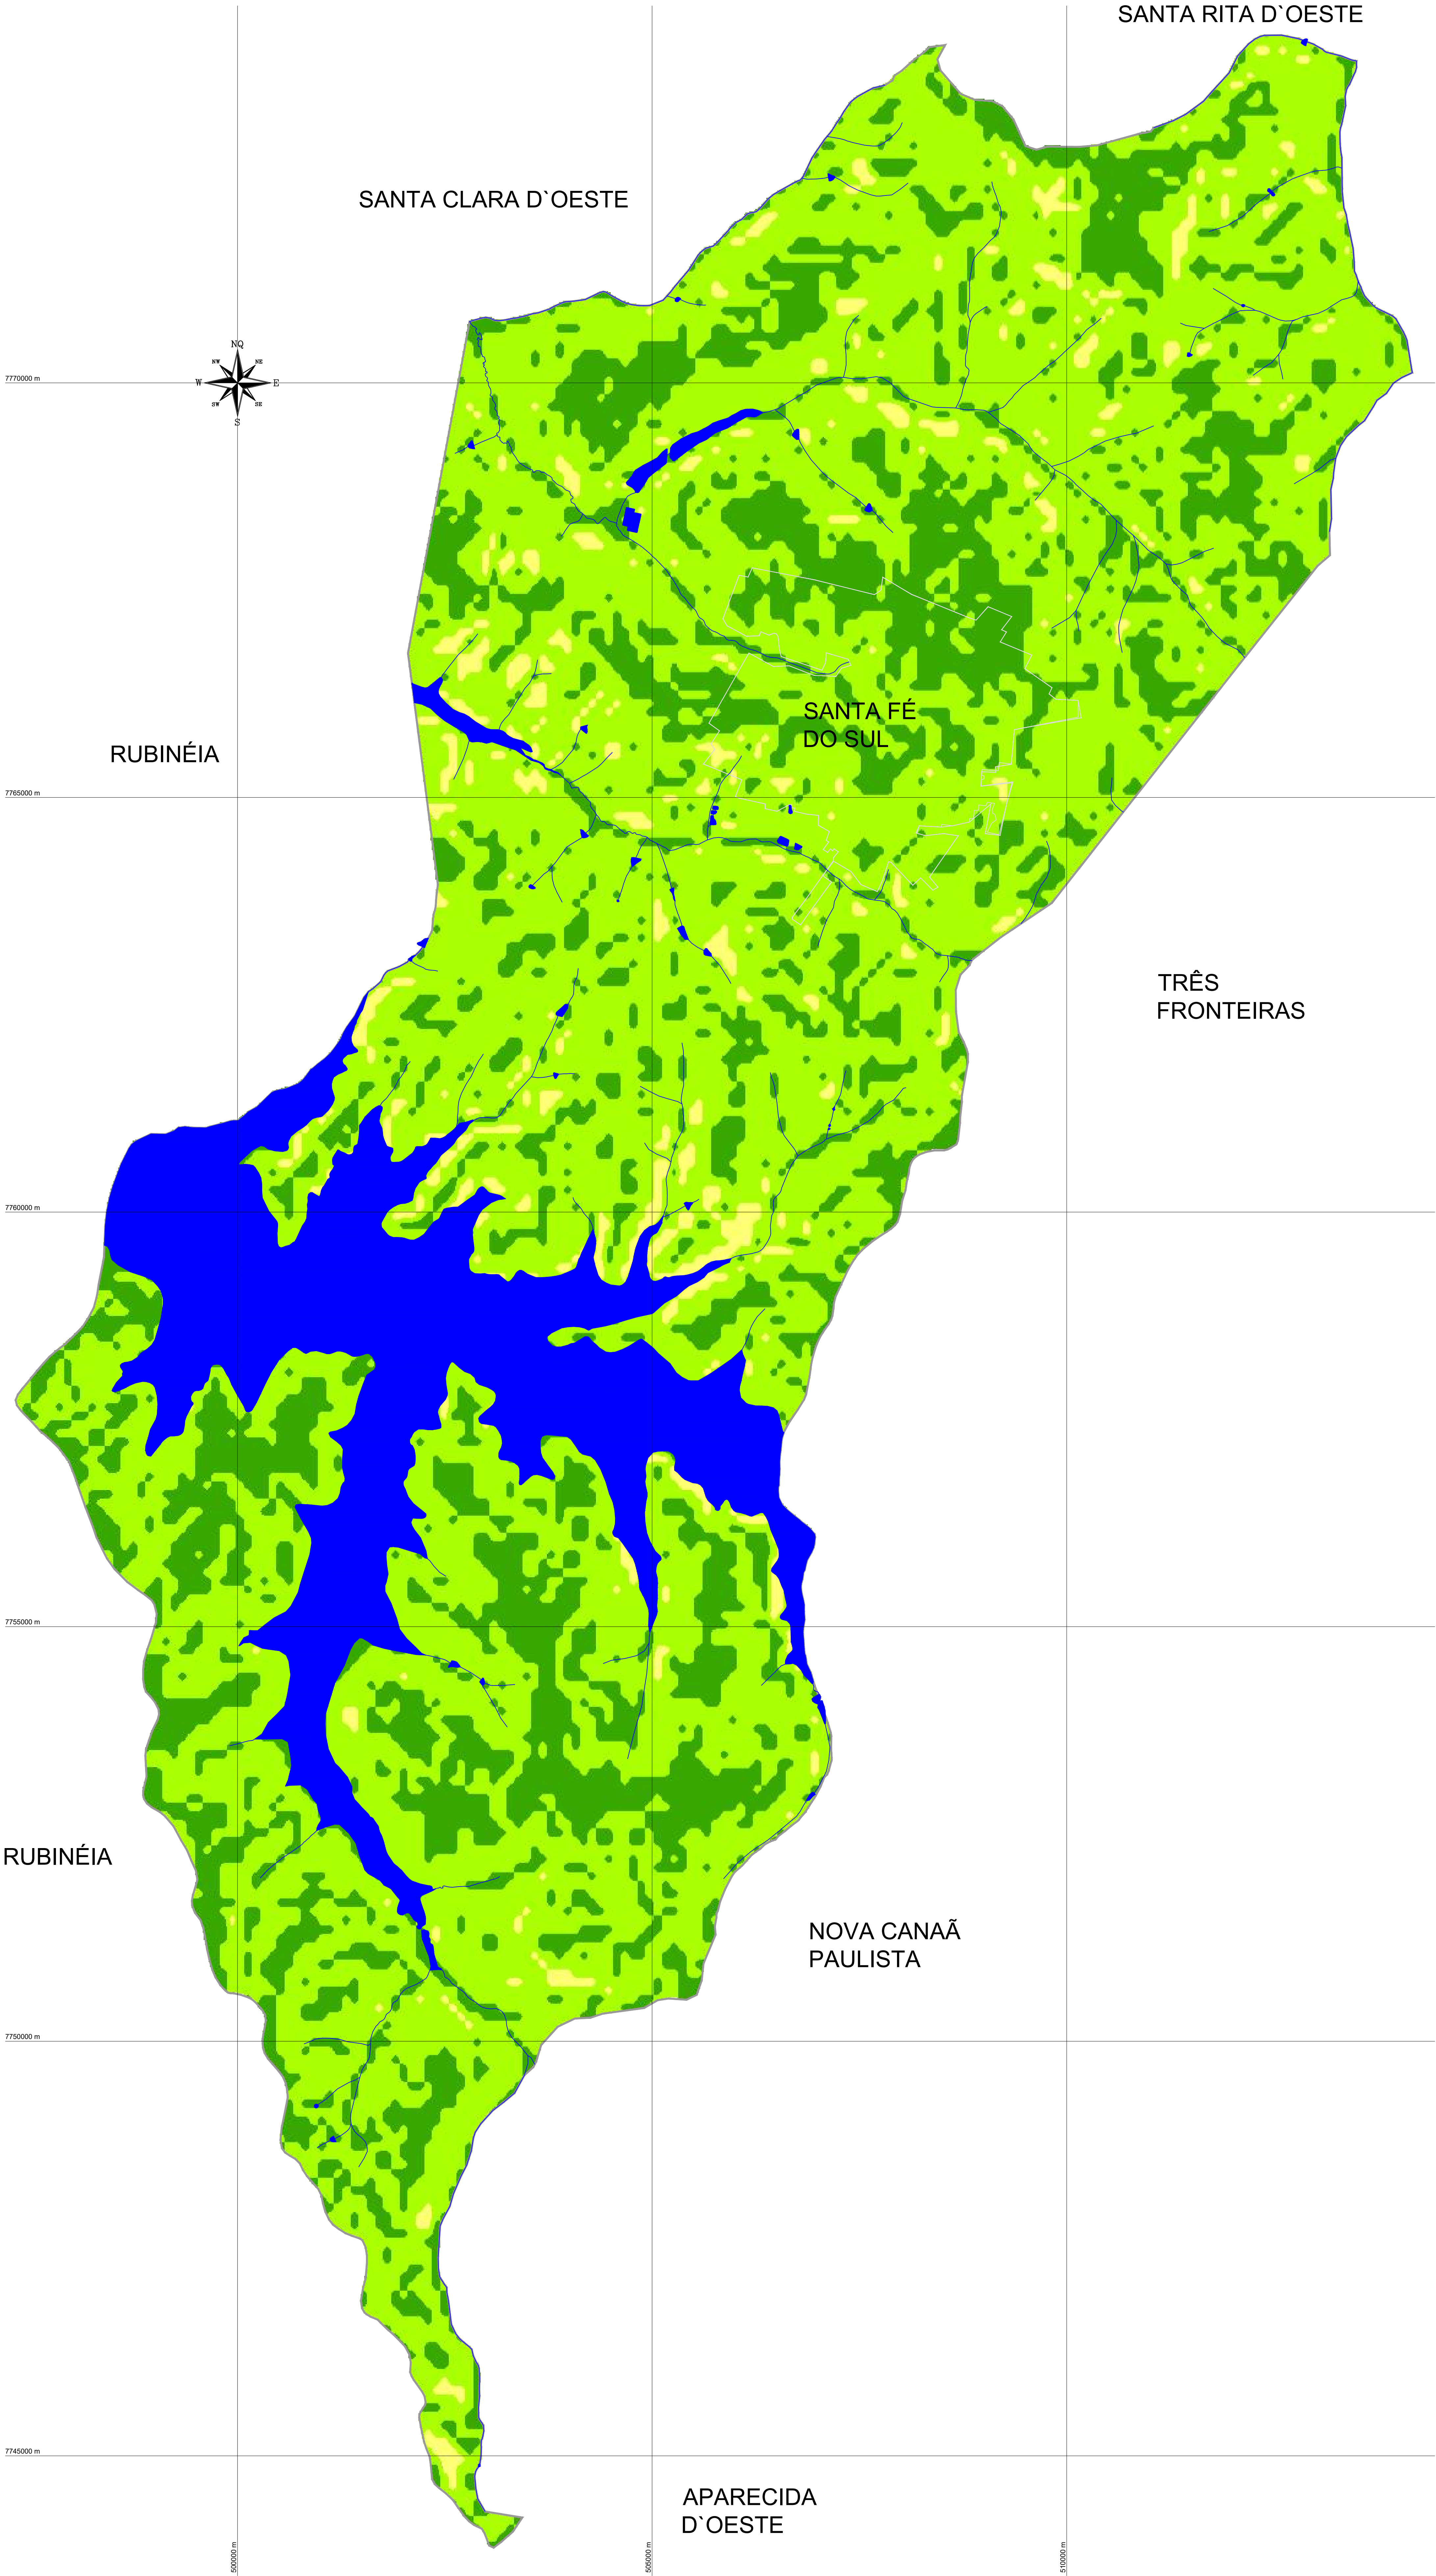 SANTA RITA D`OESTE
SANTA CLARA D`OESTE
NQ
NW
NE
W
E
SW
SE
S
7770000 m
SANTA FÉ
DO SUL
RUBINÉIA
7765000 m
TRÊS
FRONTEIRAS
7760000 m
7755000 m
RUBINÉIA
NOVA CANAÃ
PAULISTA
7750000 m
7745000 m
APARECIDA
D`OESTE
500000 m
505000 m
510000 m